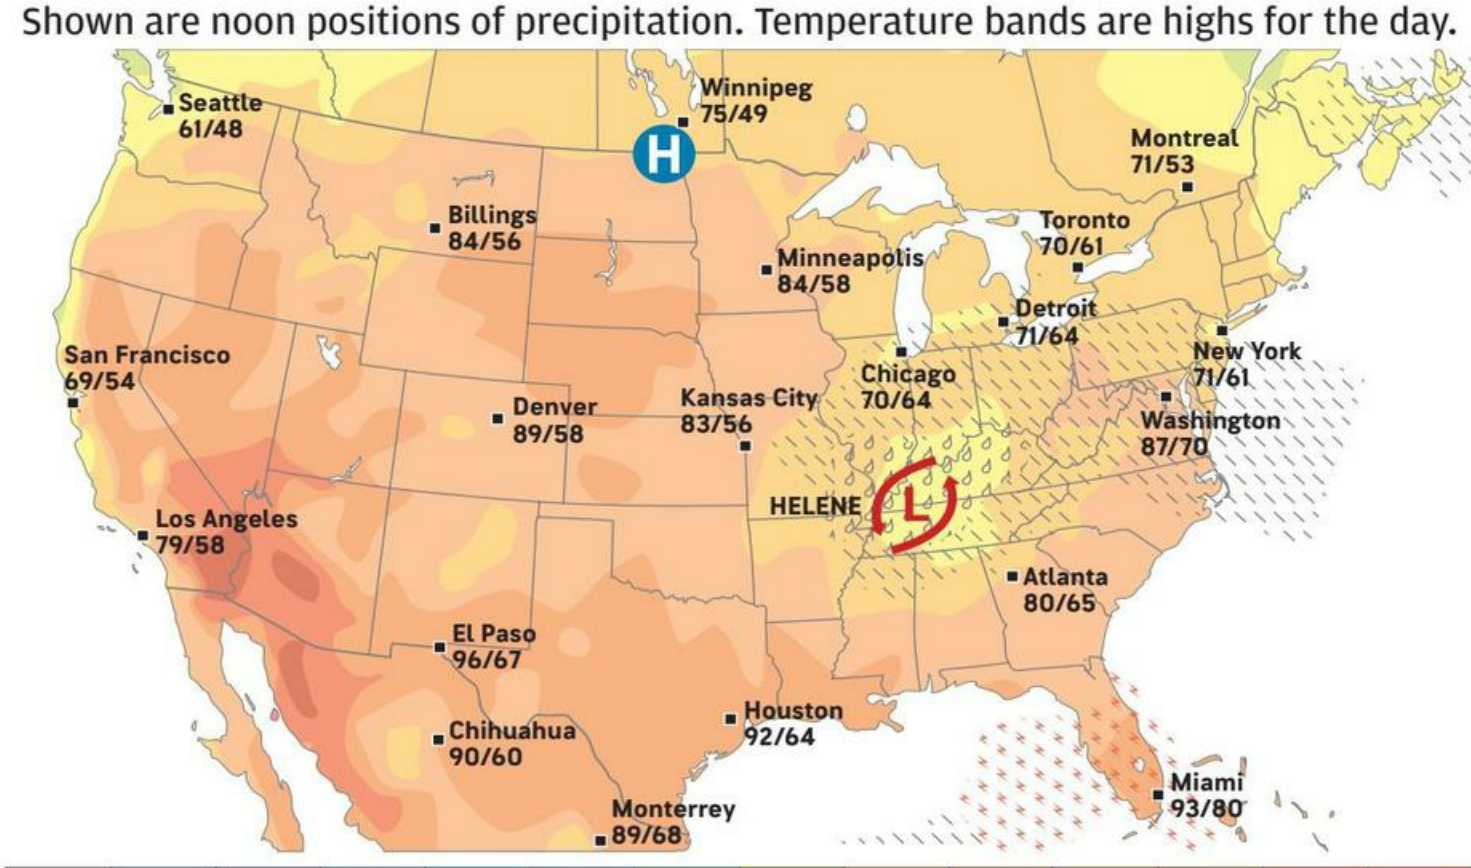 Shown are noon positions of precipitation. Temperature bands are highs for the day.
Seattle
61/48
Winnipeg
75/49
H
Montreal
71/53
Billings
84/56
Toronto
70/61
Minneapolis
84/58
Detroit
71/64
San Francisco
69/54
New York
71/61
Chicago
70/64
Denver
89/58
Kansas City
83/56
Washington
87/70
HELENE
L
Los Angeles
79/58
Atlanta
80/65
El Paso
96/67
Houston
92/64
Chihuahua
90/60
Miami
93/80
Monterrey
89/68